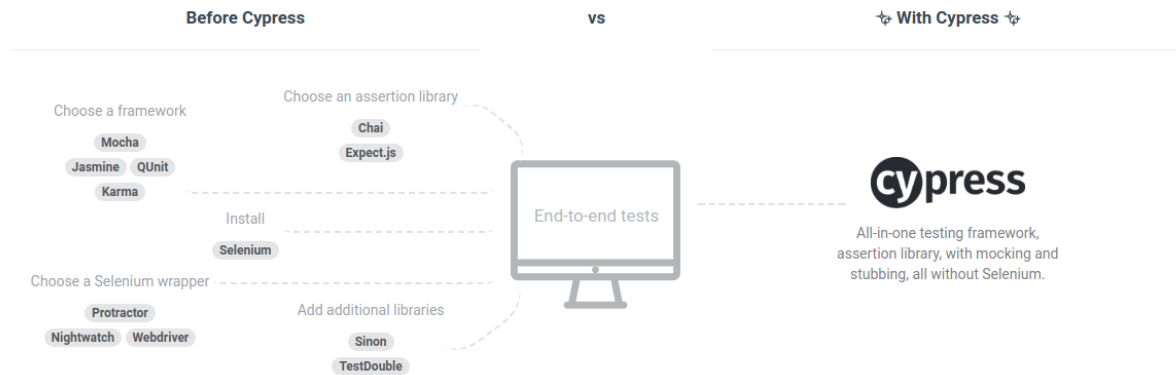 Before Cypress
vs
With Cypress
Choose a framework
Mocha
Jasmine QUnit
Karma
Choose an assertion library
Chai
Expect.js
Install
Selenium
Choose a Selenium wrapper
Protractor
Nightwatch Webdriver
Add additional libraries
Sinon
TestDouble
End-to-end tests
cypress
All-in-one testing framework,
assertion library, with mocking and
stubbing, all without Selenium.